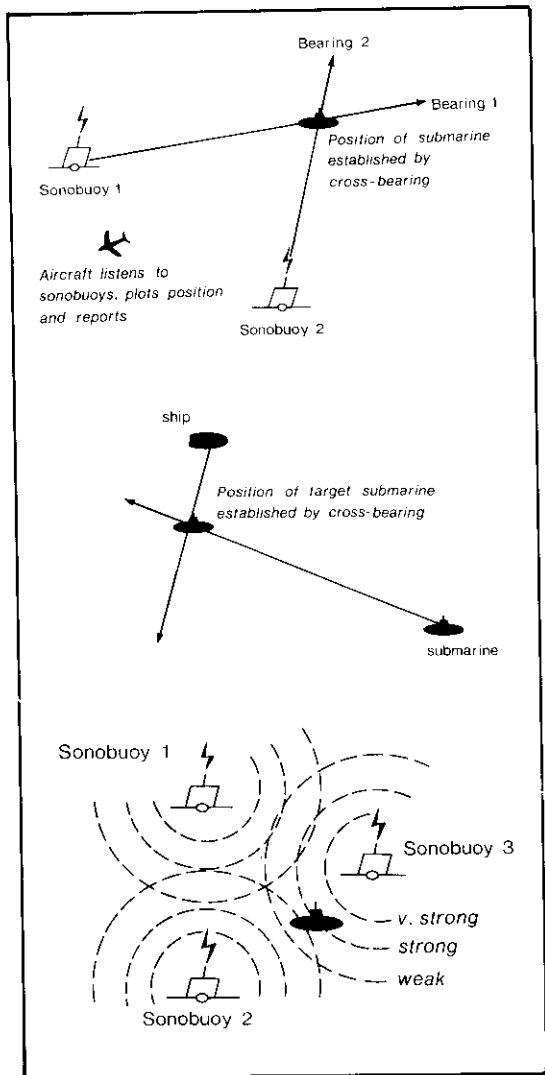 Bearing 2
Bearing 1
Position of submarine
established by
cross-bearing
Sonobuoy 1
Aircraft listens to
sonobuoys, plots position
and reports
Sonobuoy 2
ship
Position of target submarine
established by cross-bearing
submarine
Sonobuoy 1
Sonobuoy 3
v. strong
strong
weak
Sonobuoy 2